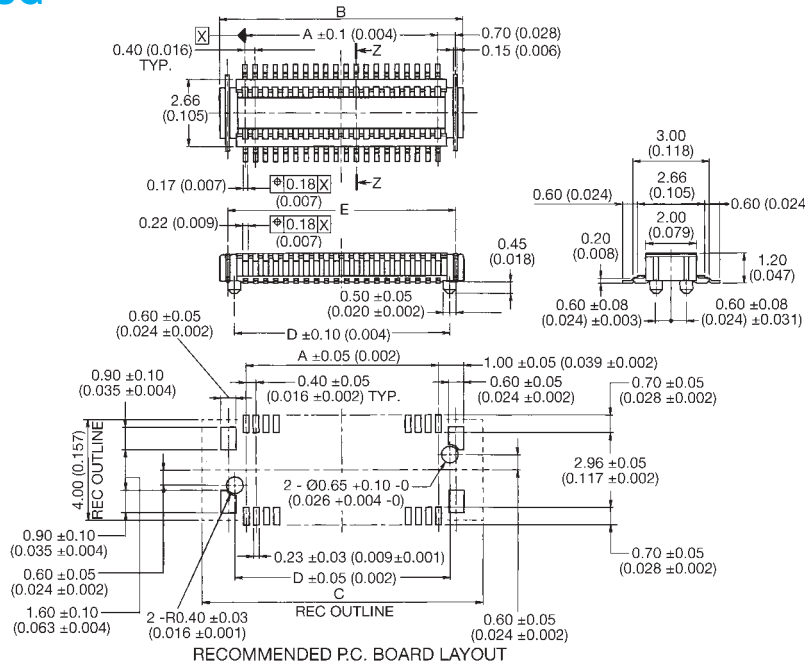 B
X
A ±0.1 (0.004)
0.70 (0.028)
0.40 (0.016)
TYP.
Z
0.15 (0.006)
2.66
(0.105)
0.17 (0.007)
⌖ 0.18 X
(0.007)
Z
3.00
(0.118)
2.66
(0.105)
0.60 (0.024)
0.60 (0.024
2.00
(0.079)
E
0.22 (0.009)
⌖ 0.18 X
(0.007)
0.45
(0.018)
0.20
(0.008)
1.20
(0.047)
0.50 ±0.05
(0.020 ±0.002)
0.60 ±0.08
(0.024) ±0.003)
0.60 ±0.08
(0.024) ±0.031)
0.60 ±0.05
(0.024 ±0.002)
D ±0.10 (0.004)
A ±0.05 (0.002)
1.00 ±0.05 (0.039 ±0.002)
0.90 ±0.10
(0.035 ±0.004)
0.40 ±0.05
(0.016 ±0.002) TYP.
0.60 ±0.05
(0.024 ±0.002)
0.70 ±0.05
(0.028 ±0.002)
4.00 (0.157)
REC OUTLINE
2 - Ø0.65 +0.10 -0
(0.026 +0.004 -0)
2.96 ±0.05
(0.117 ±0.002)
0.90 ±0.10
(0.035 ±0.004)
0.23 ±0.03 (0.009±0.001)
0.70 ±0.05
(0.028 ±0.002)
0.60 ±0.05
(0.024 ±0.002)
D ±0.05 (0.002)
C
REC OUTLINE
1.60 ±0.10
(0.063 ±0.004)
2 -R0.40 ±0.03
(0.016 ±0.001)
0.60 ±0.05
(0.024 ±0.002)
RECOMMENDED P.C. BOARD LAYOUT